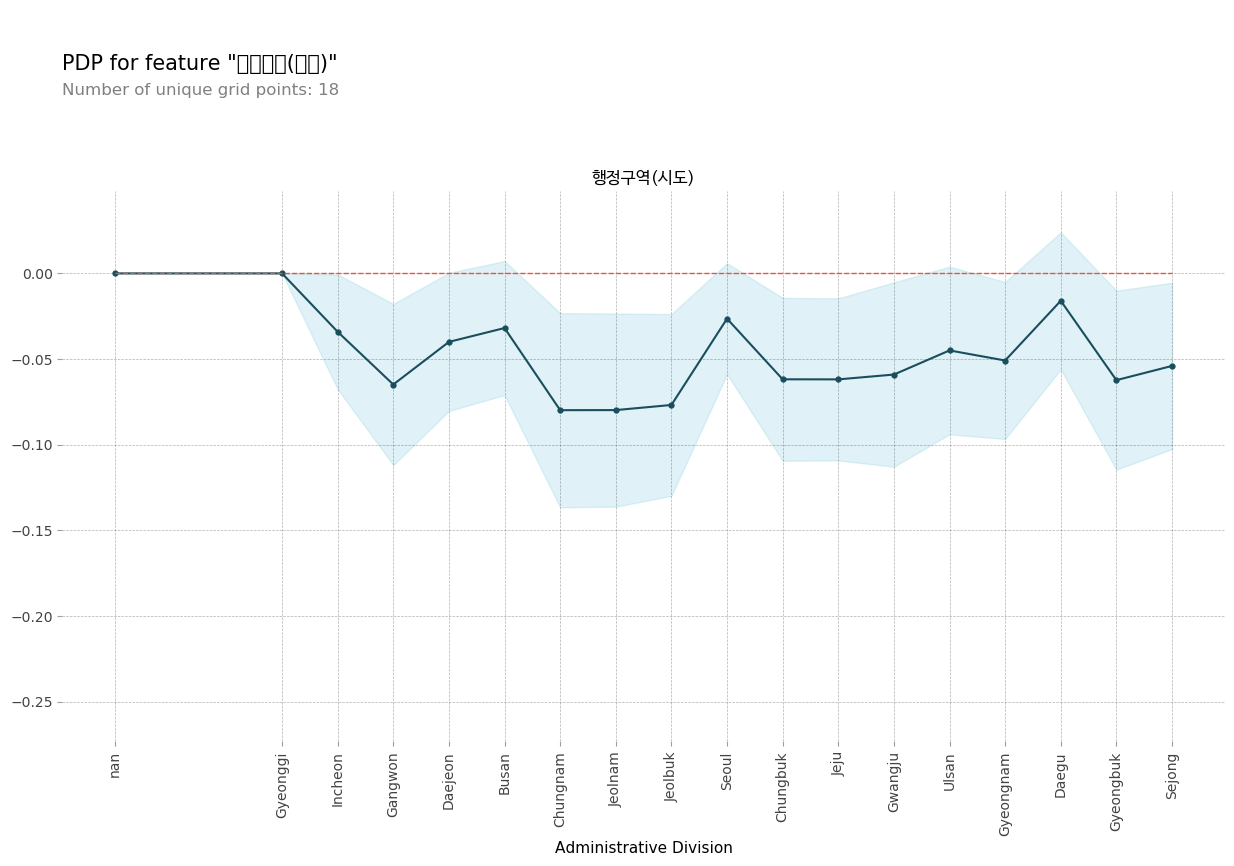 PDP for feature "□□□□(□□)"
Number of unique grid points: 18
행정구역(시도)
0.00
−0.05
−0.10
−0.15
−0.20
−0.25
nan
Gyeonggi
Incheon
Gangwon
Daejeon
Busan
Chungnam
Jeolnam
Jeolbuk
Seoul
Chungbuk
Jeju
Gwangju
Ulsan
Gyeongnam
Daegu
Gyeongbuk
Sejong
Administrative Division